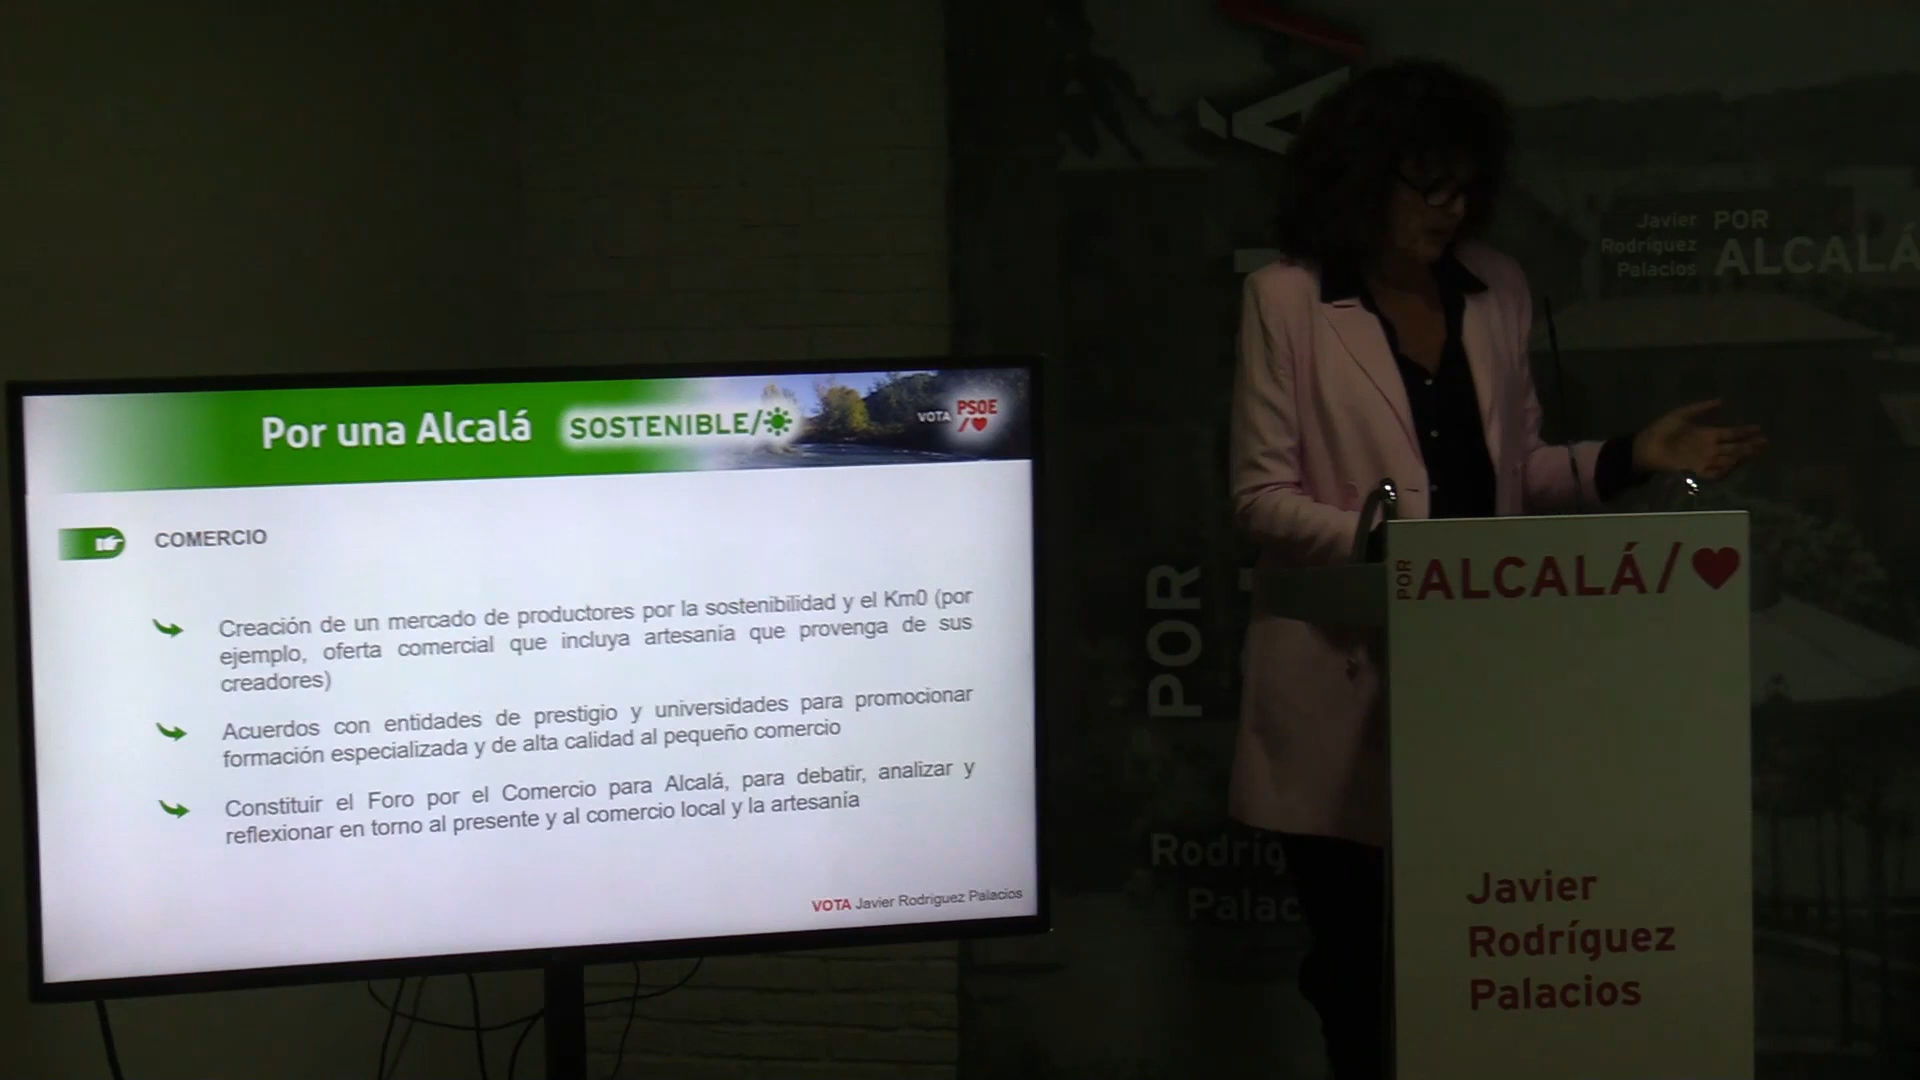 Por una Alcalá SOSTENIBLE/
VOTA PSOE
COMERCIO
Creación de un mercado de productores por la sostenibilidad y el Km0 (por
ejemplo, oferta comercial que incluya artesanía que provenga de sus
creadores)
Acuerdos con entidades de prestigio y universidades para promocionar
formación especializada y de alta calidad al pequeño comercio
Constituir el Foro por el Comercio para Alcalá, para debatir, analizar y
reflexionar en torno al presente y al comercio local y la artesanía
VOTA Javier Rodríguez Palacios
Javier
Rodríguez
Palacios
POR
ALCALÁ
POR
Rodríg
Palac
POR ALCALÁ/
Javier
Rodríguez
Palacios